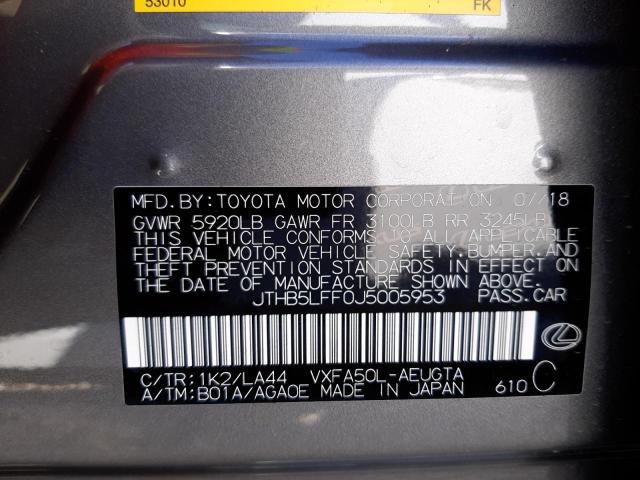 53010 FK
MFD. BY: TOYOTA MOTOR CORPORATION 07/18
GVWR 5920LB GAWR FR 3100LB RR 3245LB
THIS VEHICLE CONFORMS TO ALL APPLICABLE
FEDERAL MOTOR VEHICLE SAFETY, BUMPER, AND
THEFT PREVENTION STANDARDS IN EFFECT ON
THE DATE OF MANUFACTURE SHOWN ABOVE.
JTHB5LFF0J5005953 PASS.CAR
C/TR: 1K2/LA44 VXFA50L-AEUGTA
A/TM: B01A/AGA0E MADE IN JAPAN 610 C